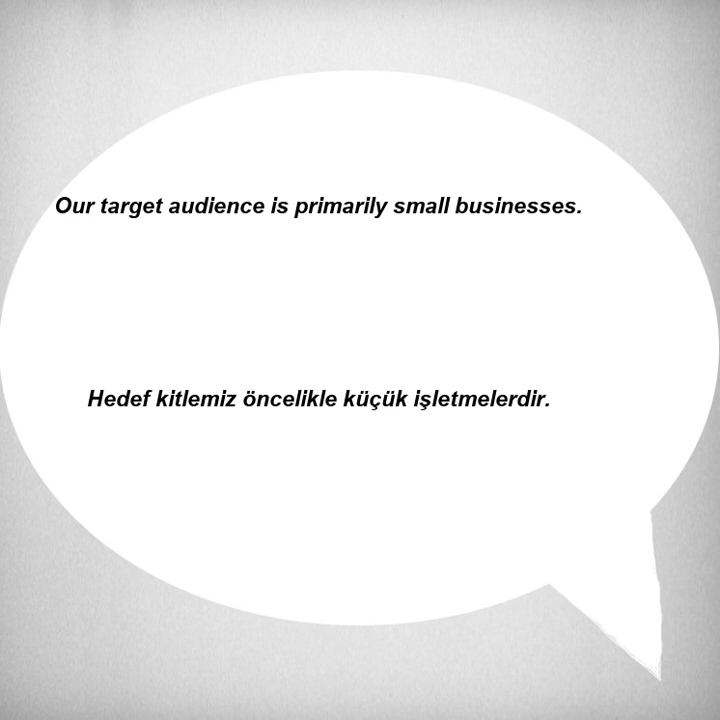 Our target audience is primarily small businesses.
Hedef kitlemiz öncelikle küçük işletmelerdir.